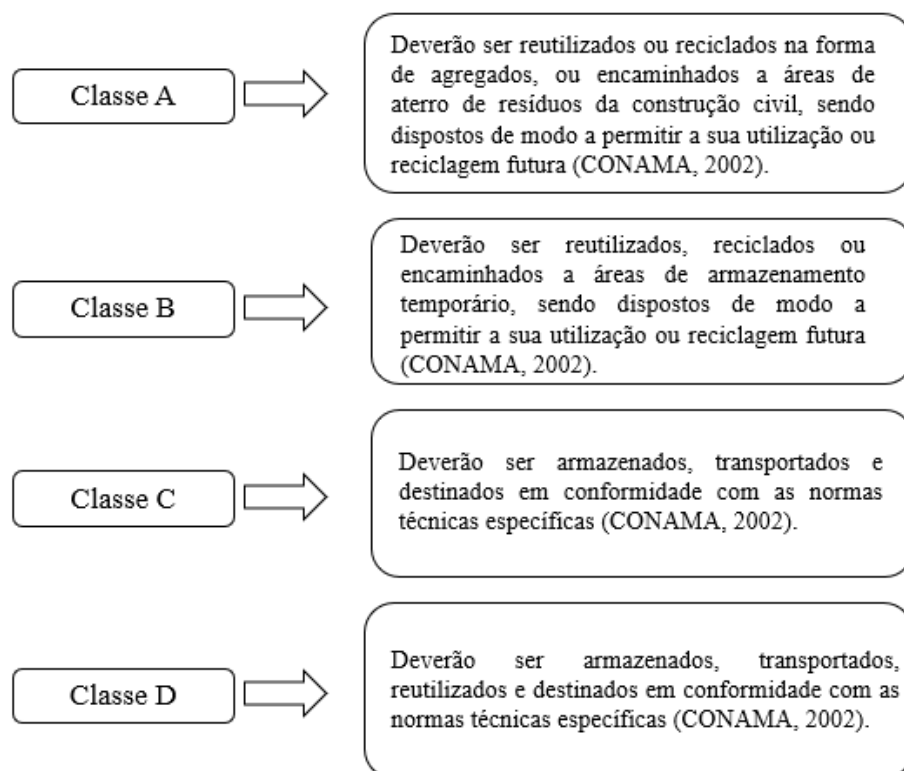 Classe A
Deverão ser reutilizados ou reciclados na forma
de agregados, ou encaminhados a áreas de
aterro de resíduos da construção civil, sendo
dispostos de modo a permitir a sua utilização ou
reciclagem futura (CONAMA, 2002).
Classe B
Deverão ser reutilizados, reciclados ou
encaminhados a áreas de armazenamento
temporário, sendo dispostos de modo a
permitir a sua utilização ou reciclagem futura
(CONAMA, 2002).
Classe C
Deverão ser armazenados, transportados e
destinados em conformidade com as normas
técnicas específicas (CONAMA, 2002).
Classe D
Deverão ser armazenados, transportados,
reutilizados e destinados em conformidade com as
normas técnicas específicas (CONAMA, 2002).